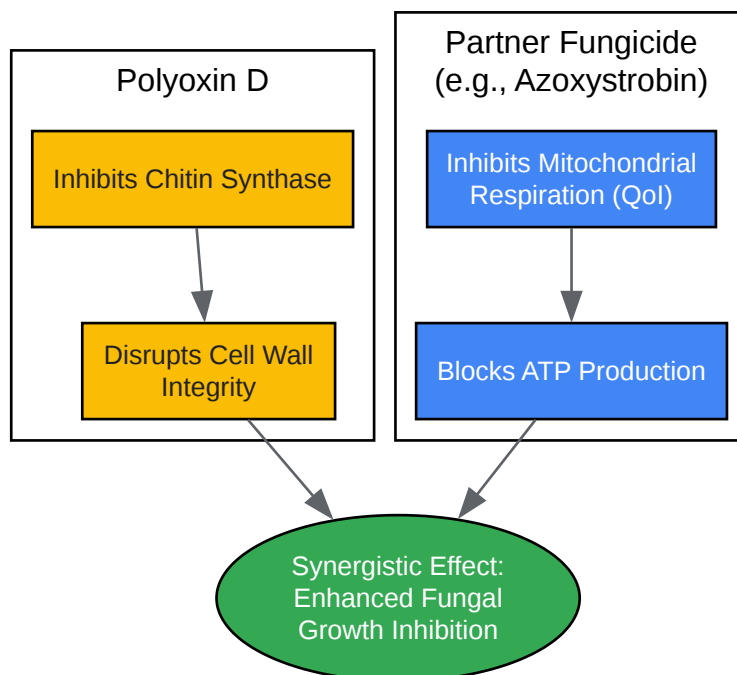 Polyoxin D
Inhibits Chitin Synthase
Disrupts Cell Wall
Integrity
Partner Fungicide
(e.g., Azoxystrobin)
Inhibits Mitochondrial
Respiration (QoI)
Blocks ATP Production
Synergistic Effect:
Enhanced Fungal
Growth Inhibition